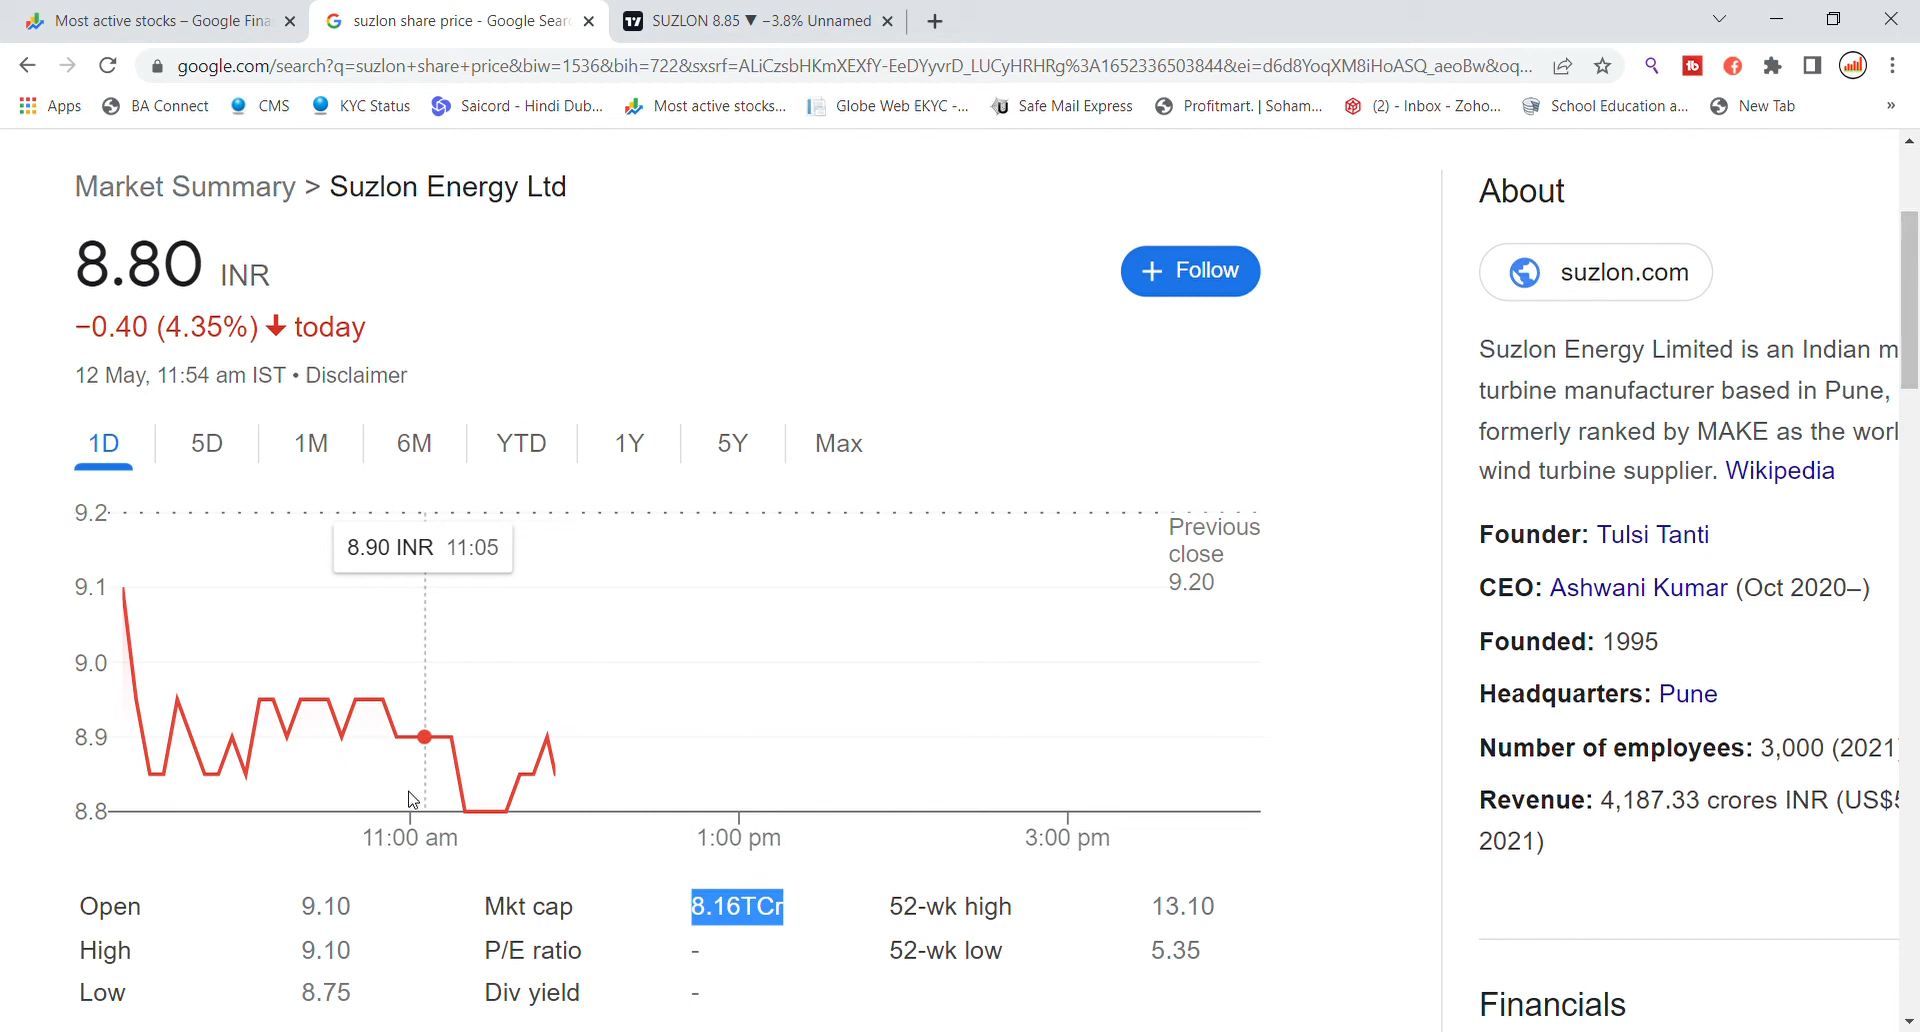 Most active stocks – Google Fina
suzlon share price - Google Sear
SUZLON 8.85 ▼ −3.8% Unnamed
google.com/search?q=suzlon+share+price&biw=1536&bih=722&sxsrf=ALiCzsbHKmXEXfY-EeDYyvrD_LUCyHRHRg%3A1652336503844&ei=d6d8YoqXM8iHoASQ_aeoBw&oq...
Apps
BA Connect
CMS
KYC Status
Saicord - Hindi Dub...
Most active stocks...
Globe Web EKYC -...
Safe Mail Express
Profitmart. | Soham...
(2) - Inbox - Zoho...
School Education a...
New Tab
»
Market Summary > Suzlon Energy Ltd
8.80 INR
+ Follow
−0.40 (4.35%) ↓ today
12 May, 11:54 am IST • Disclaimer
1D 5D 1M 6M YTD 1Y 5Y Max
9.2
8.90 INR 11:05
Previous
close
9.20
9.1
9.0
8.9
8.8
11:00 am 1:00 pm 3:00 pm
Open 9.10 Mkt cap 8.16TCr 52-wk high 13.10
High 9.10 P/E ratio - 52-wk low 5.35
Low 8.75 Div yield -
About
suzlon.com
Suzlon Energy Limited is an Indian m
turbine manufacturer based in Pune,
formerly ranked by MAKE as the worl
wind turbine supplier. Wikipedia
Founder: Tulsi Tanti
CEO: Ashwani Kumar (Oct 2020–)
Founded: 1995
Headquarters: Pune
Number of employees: 3,000 (2021
Revenue: 4,187.33 crores INR (US$5
2021)
Financials